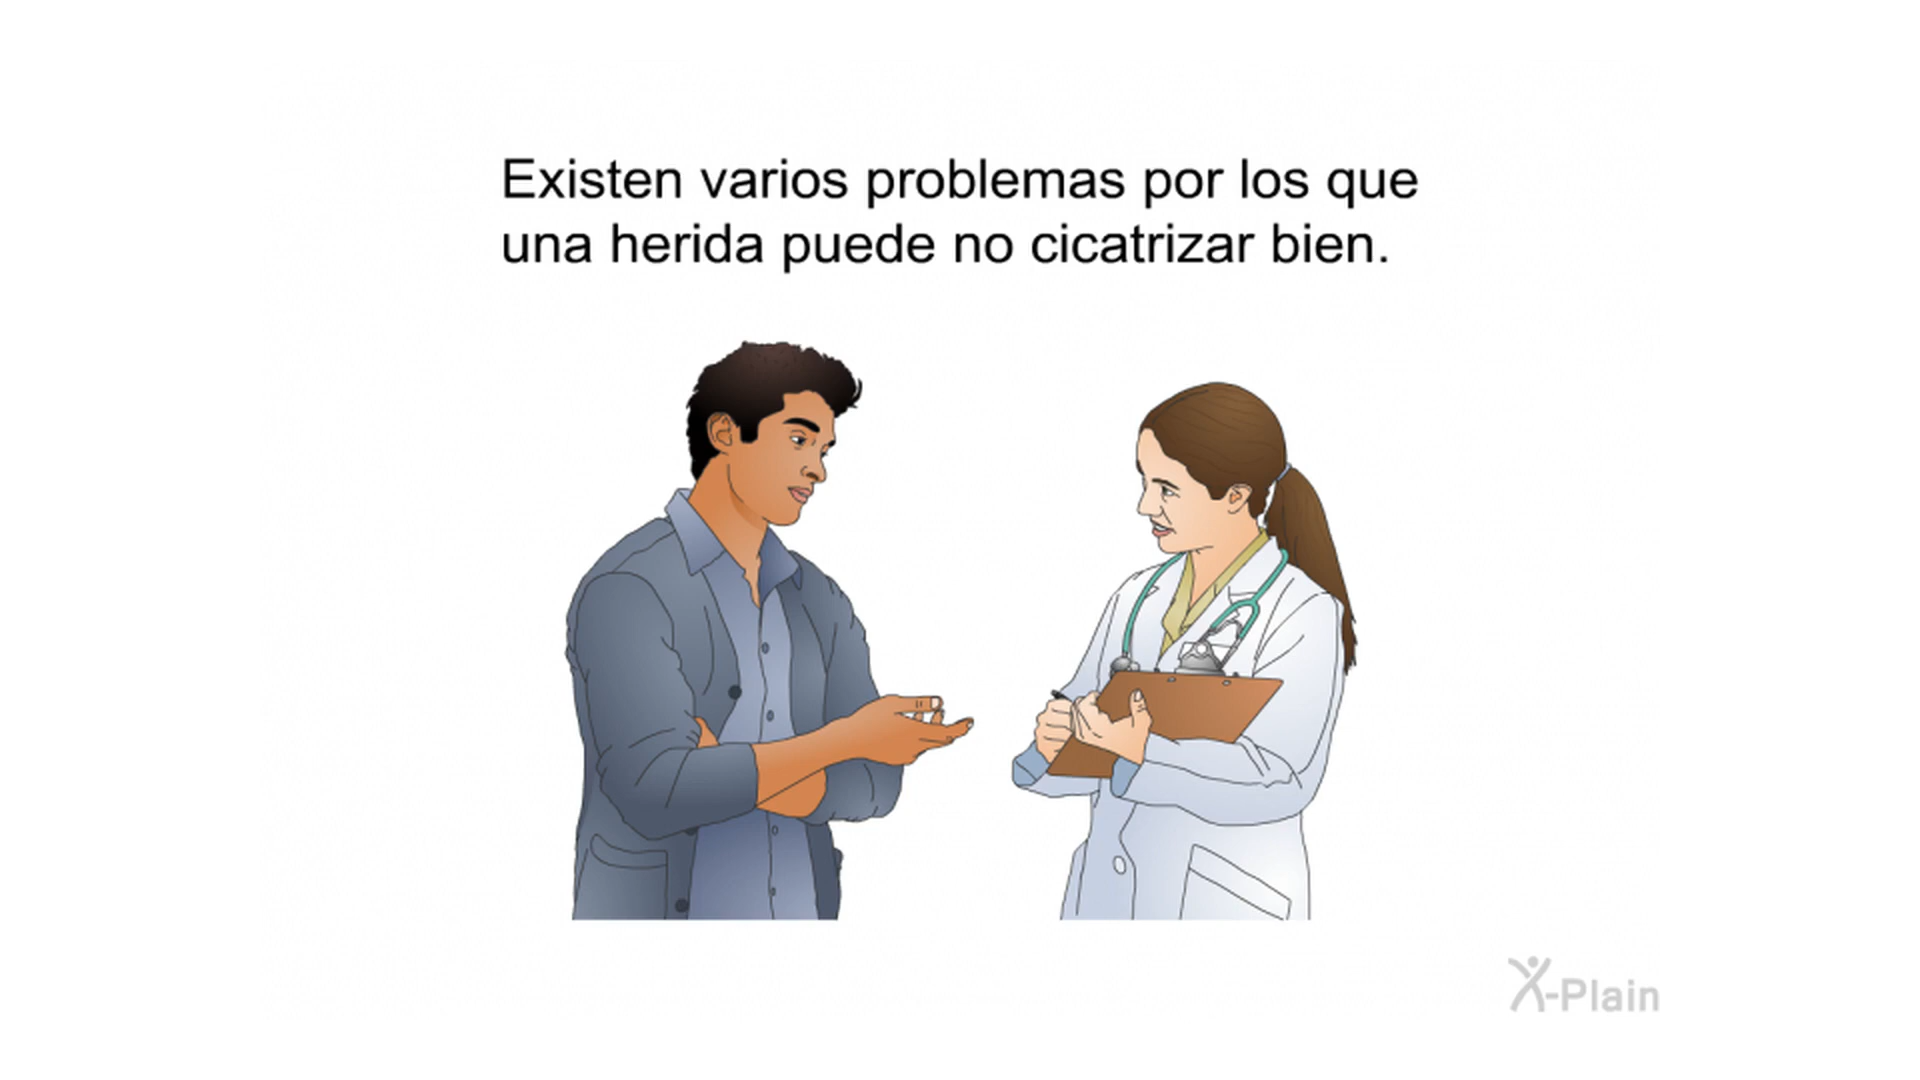 Existen varios problemas por los que
una herida puede no cicatrizar bien.
X-Plain